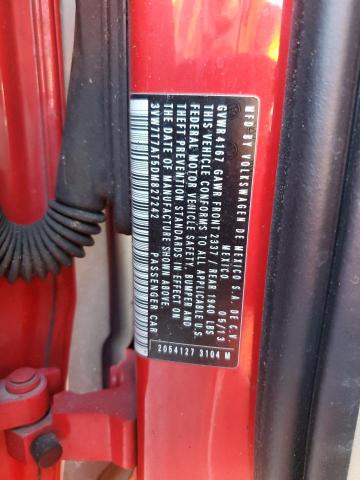 MFD BY VOLKSWAGEN DE MEXICO S.A. DE C.V.
MEXICO 05/13
GVWR 4167, GAWR FRONT 2337 / REAR 1940 LBS
THIS VEHICLE CONFORMS TO ALL APPLICABLE U.S.
FEDERAL MOTOR VEHICLE SAFETY, BUMPER AND
THEFT PREVENTION STANDARDS IN EFFECT ON
THE DATE OF MANUFACTURE SHOWN ABOVE.
3VWJ7AT5DM827242 PASSENGER CAR
2054127 3104 M